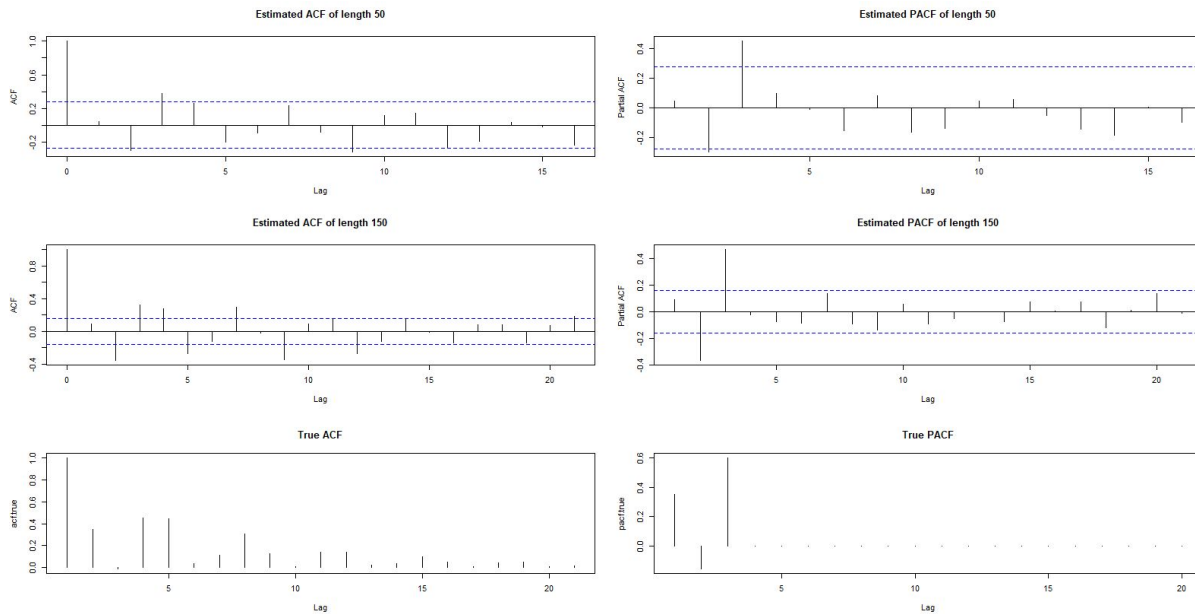 Estimated ACF of length 50
ACF
-0.2 0.2 0.6 1.0
0 5 10 15
Lag
Estimated PACF of length 50
Partial ACF
-0.2 0.0 0.2 0.4
5 10 15
Lag
Estimated ACF of length 150
ACF
-0.4 0.0 0.4 0.8
0 5 10 15 20
Lag
Estimated PACF of length 150
Partial ACF
-0.4 -0.2 0.0 0.2 0.4
5 10 15 20
Lag
True ACF
acf.true
0.0 0.2 0.4 0.6 0.8 1.0
5 10 15 20
Lag
True PACF
pacf.true
0.0 0.2 0.4 0.6
5 10 15 20
Lag